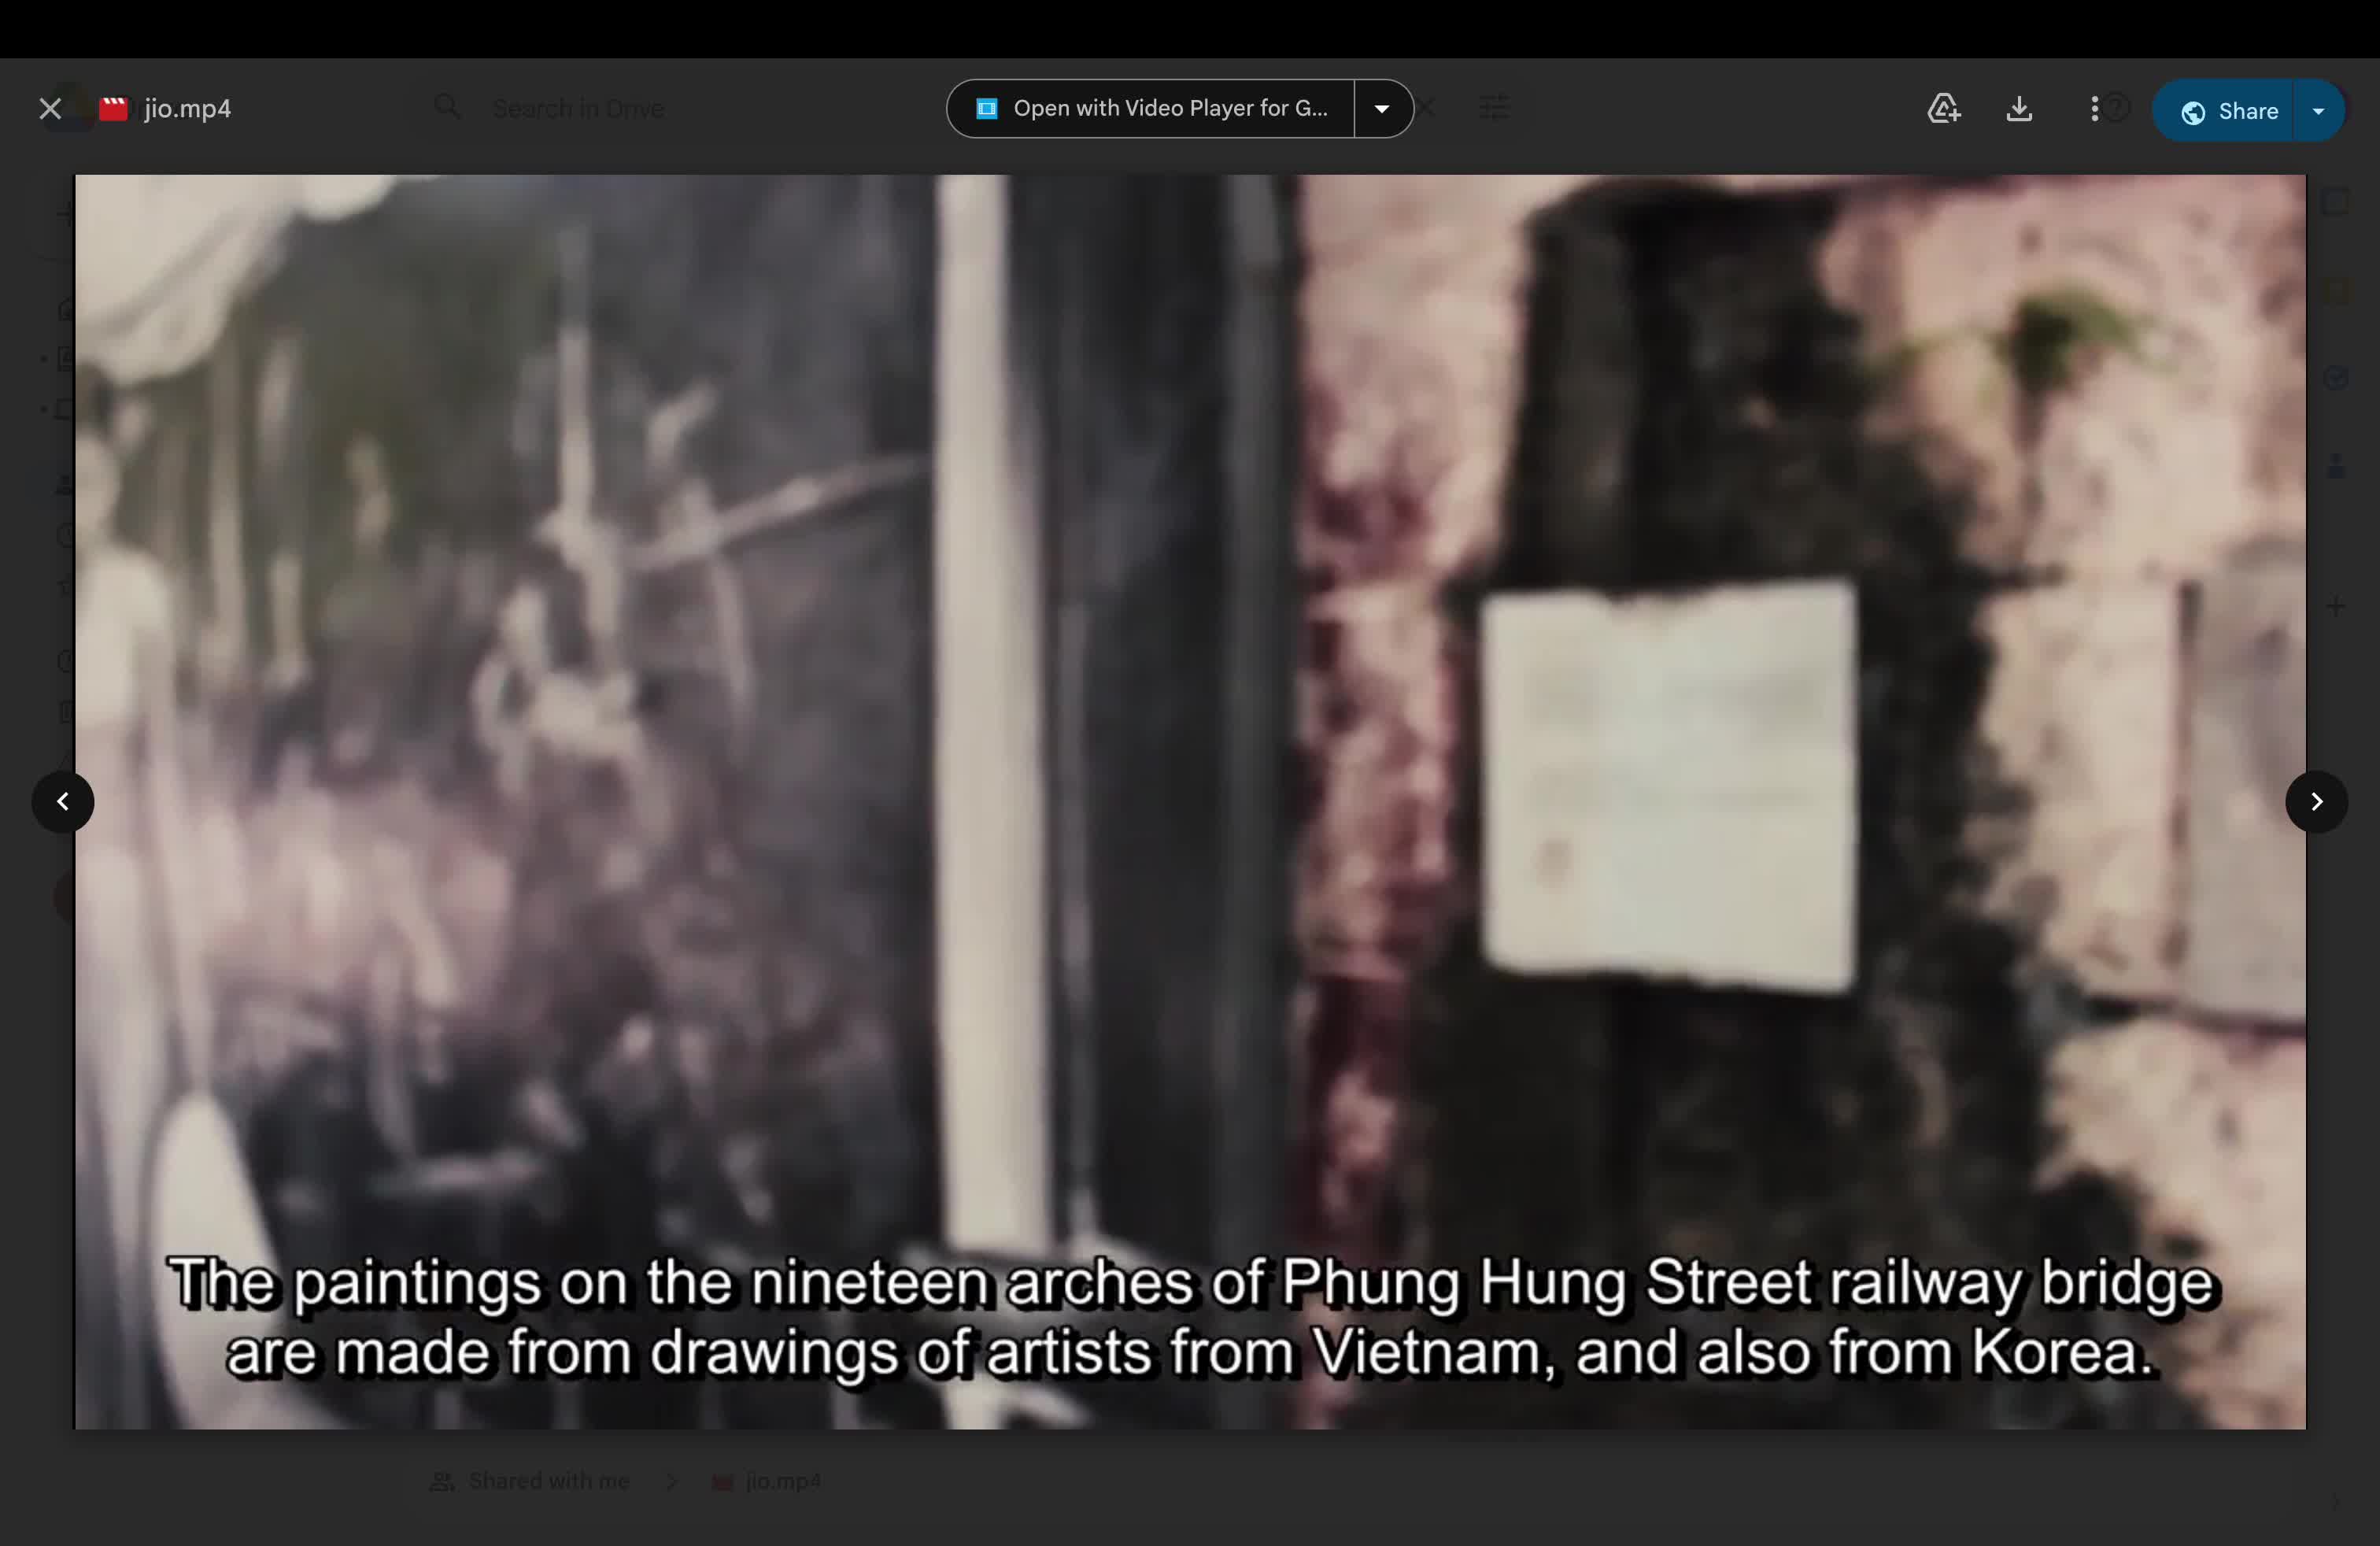 jio.mp4
Search in Drive
Open with Video Player for G...
Share
The paintings on the nineteen arches of Phung Hung Street railway bridge
are made from drawings of artists from Vietnam, and also from Korea.
Shared with me
jio.mp4